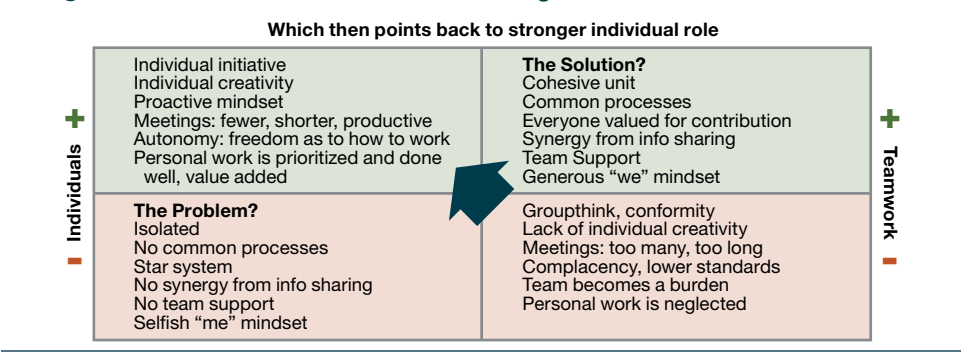 Which then points back to stronger individual role
Individual initiative
Individual creativity
Proactive mindset
Meetings: fewer, shorter, productive
Autonomy: freedom as to how to work
Personal work is prioritized and done
well, value added
The Solution?
Cohesive unit
Common processes
Everyone valued for contribution
Synergy from info sharing
Team Support
Generous “we” mindset
Individuals
Teamwork
The Problem?
Isolated
No common processes
Star system
No synergy from info sharing
No team support
Selfish “me” mindset
Groupthink, conformity
Lack of individual creativity
Meetings: too many, too long
Complacency, lower standards
Team becomes a burden
Personal work is neglected